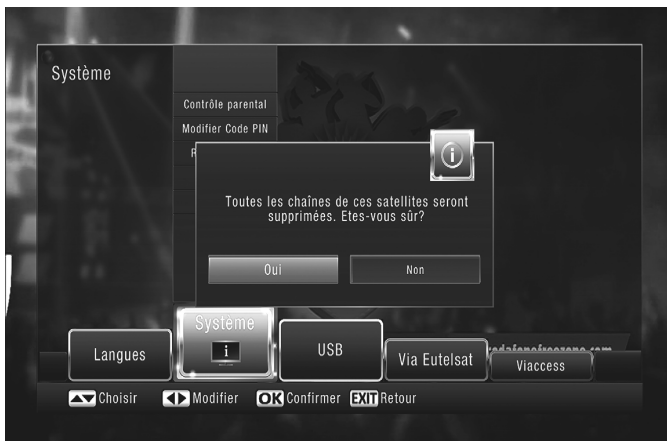 Système
Contrôle parental
Modifier Code PIN
R
Toutes les chaînes de ces satellites seront
supprimées. Etes-vous sûr?
Oui
Non
Langues
Système
USB
Via Eutelsat
Viaccess
Choisir
Modifier
OK Confirmer
EXIT Retour